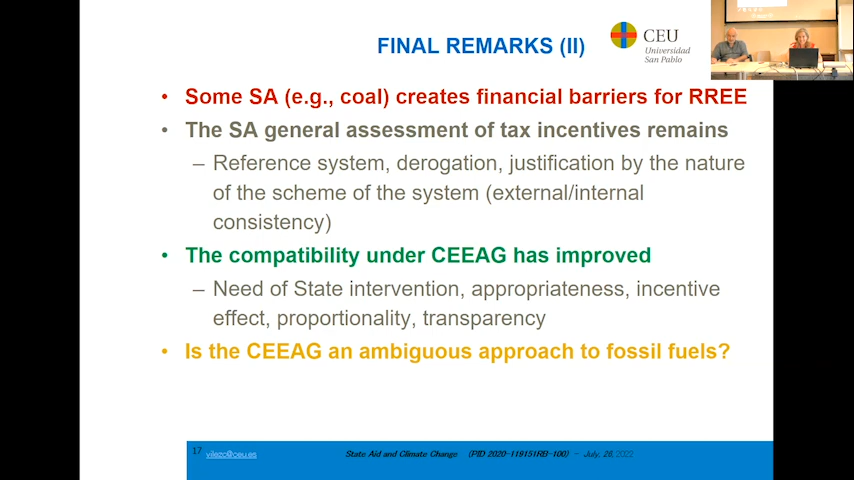 FINAL REMARKS (II)
CEU
Universidad
San Pablo
• Some SA (e.g., coal) creates financial barriers for RREE
• The SA general assessment of tax incentives remains
– Reference system, derogation, justification by the nature
of the scheme of the system (external/internal
consistency)
• The compatibility under CEEAG has improved
– Need of State intervention, appropriateness, incentive
effect, proportionality, transparency
• Is the CEEAG an ambiguous approach to fossil fuels?
17 vilezc@ceu.es State Aid and Climate Change (PID 2020-119151RB-100) – July, 28, 2022